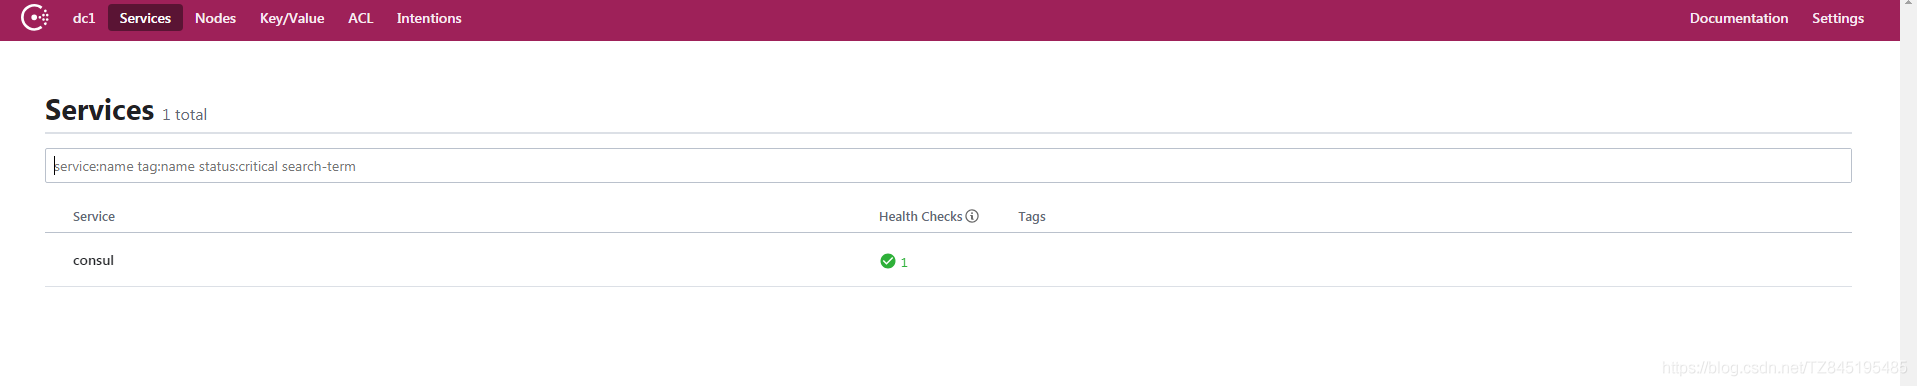 dc1 Services Nodes Key/Value ACL Intentions Documentation Settings
Services 1 total
service:name tag:name status:critical search-term
Service Health Checks Tags
consul 1
https://blog.csdn.net/TZ845195485